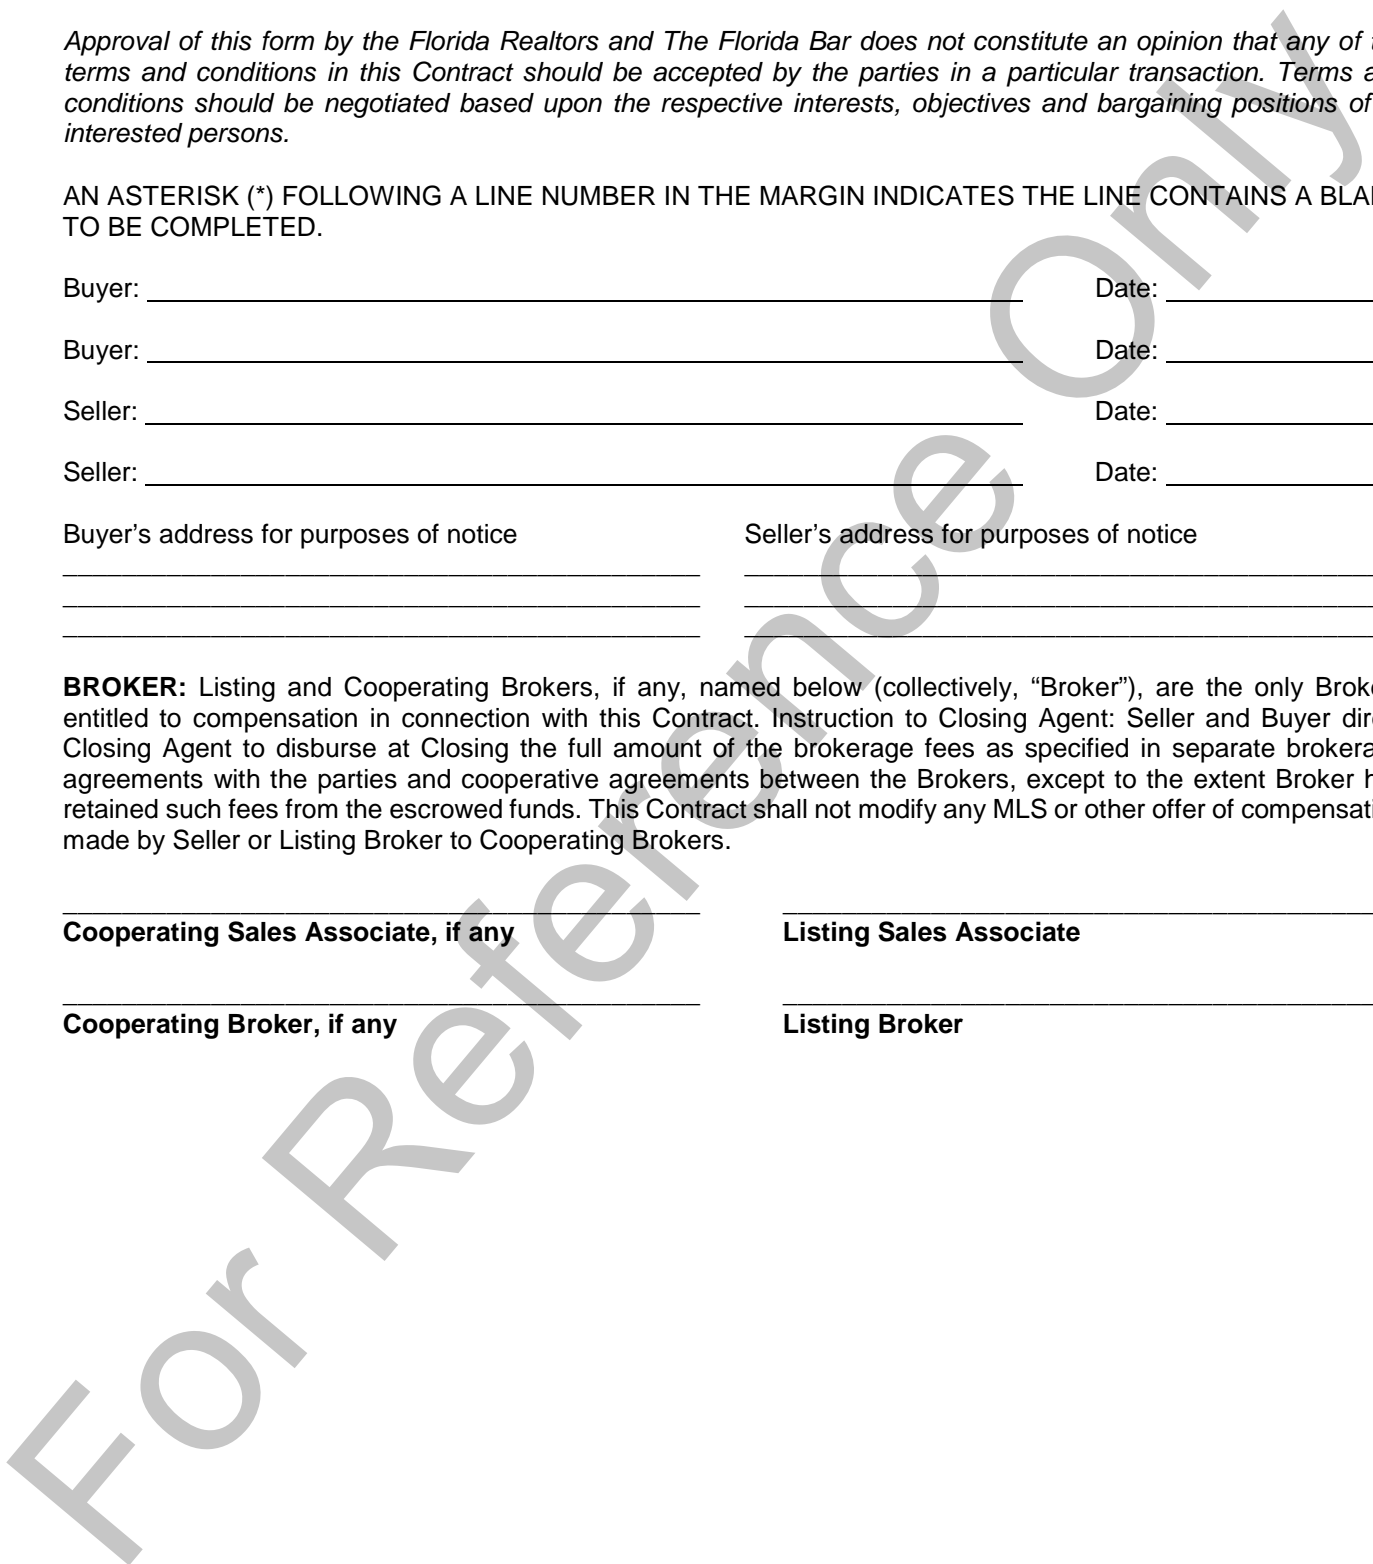 Approval of this form by the Florida Realtors and The Florida Bar does not constitute an opinion that any of
terms and conditions in this Contract should be accepted by the parties in a particular transaction. Terms
conditions should be negotiated based upon the respective interests, objectives and bargaining positions of
interested persons.
AN ASTERISK (*) FOLLOWING A LINE NUMBER IN THE MARGIN INDICATES THE LINE CONTAINS A
TO BE COMPLETED.
Buyer: Date:
Buyer: Date:
Seller: Date:
Seller: Date:
Buyer’s address for purposes of notice Seller’s address for purposes of notice
BROKER: Listing and Cooperating Brokers, if any, named below (collectively, “Broker”), are the only
entitled to compensation in connection with this Contract. Instruction to Closing Agent: Seller and Buyer
Closing Agent to disburse at Closing the full amount of the brokerage fees as specified in separate
agreements with the parties and cooperative agreements between the Brokers, except to the extent Broker
retained such fees from the escrowed funds. This Contract shall not modify any MLS or other offer of
made by Seller or Listing Broker to Cooperating Brokers.
Cooperating Sales Associate, if any Listing Sales Associate
Cooperating Broker, if any Listing Broker
For Reference Only